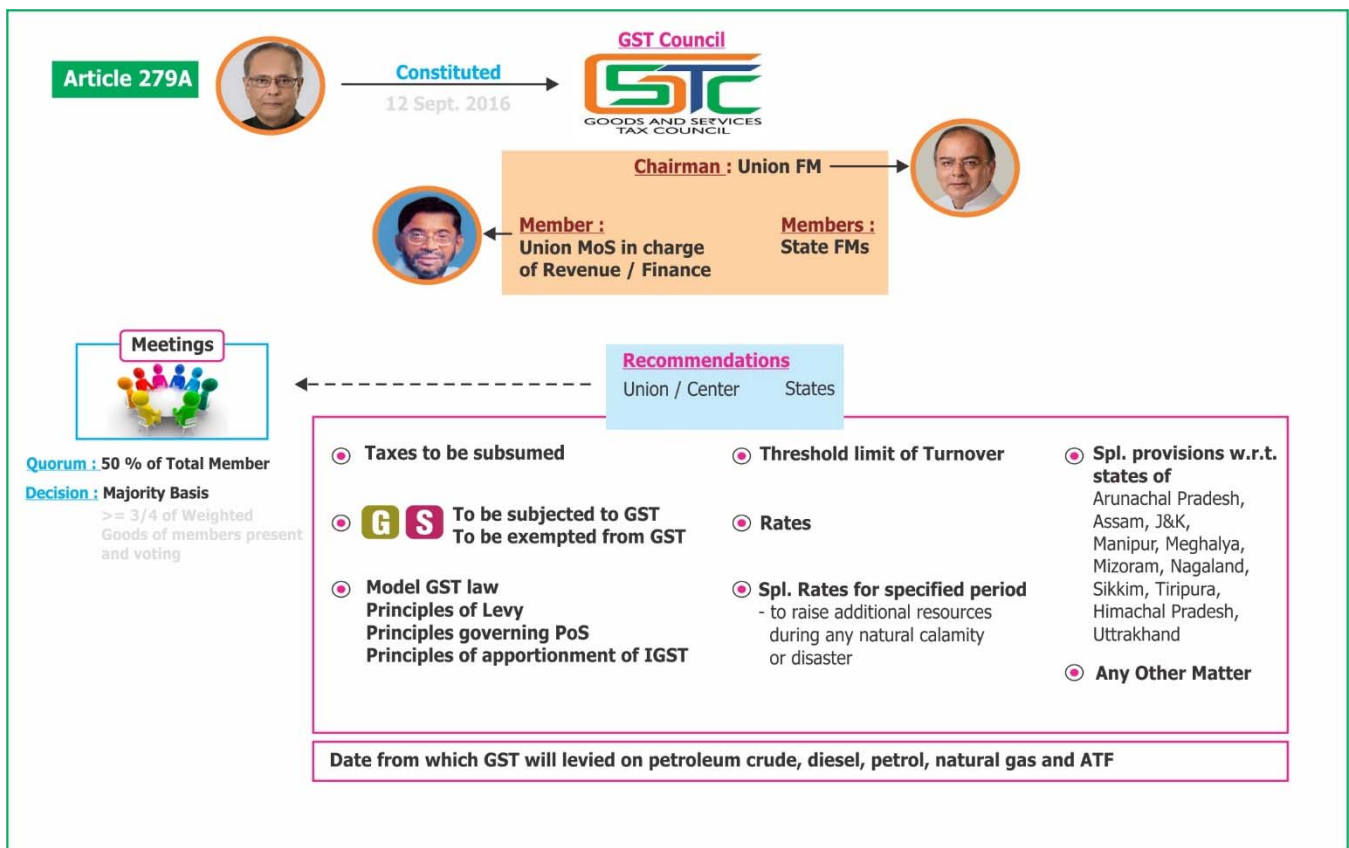 Article 279A
Constituted
12 Sept. 2016
GST Council
GSTC
GOODS AND SERVICES
TAX COUNCIL
Chairman : Union FM
Member :
Union MoS in charge
of Revenue / Finance
Members :
State FMs
Meetings
Quorum : 50 % of Total Member
Decision : Majority Basis
>= 3/4 of Weighted
Goods of members present
and voting
Recommendations
Union / Center States
Taxes to be subsumed
G S To be subjected to GST
To be exempted from GST
Model GST law
Principles of Levy
Principles governing PoS
Principles of apportionment of IGST
Threshold limit of Turnover
Rates
Spl. Rates for specified period
- to raise additional resources
during any natural calamity
or disaster
Spl. provisions w.r.t.
states of
Arunachal Pradesh,
Assam, J&K,
Manipur, Meghalya,
Mizoram, Nagaland,
Sikkim, Tiripura,
Himachal Pradesh,
Uttrakhand
Any Other Matter
Date from which GST will levied on petroleum crude, diesel, petrol, natural gas and ATF